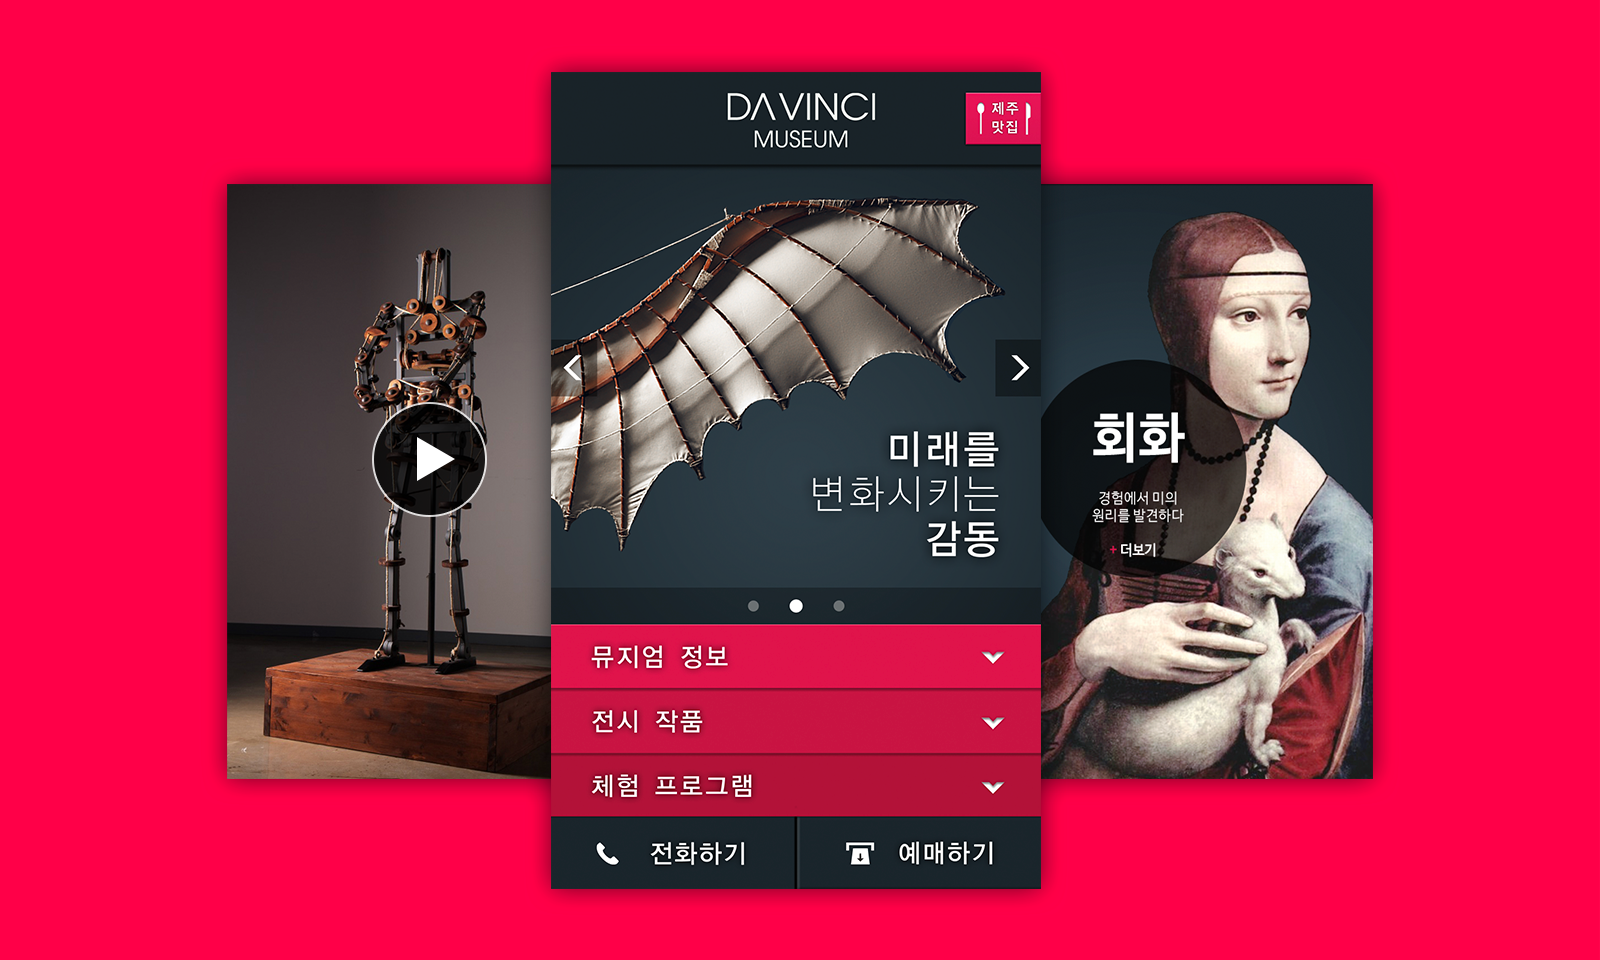 DA VINCI
MUSEUM
제주
맛집
미래를
변화시키는
감동
회화
경험에서 미의
원리를 발견하다
+ 더보기
뮤지엄 정보
전시 작품
체험 프로그램
전화하기
예매하기